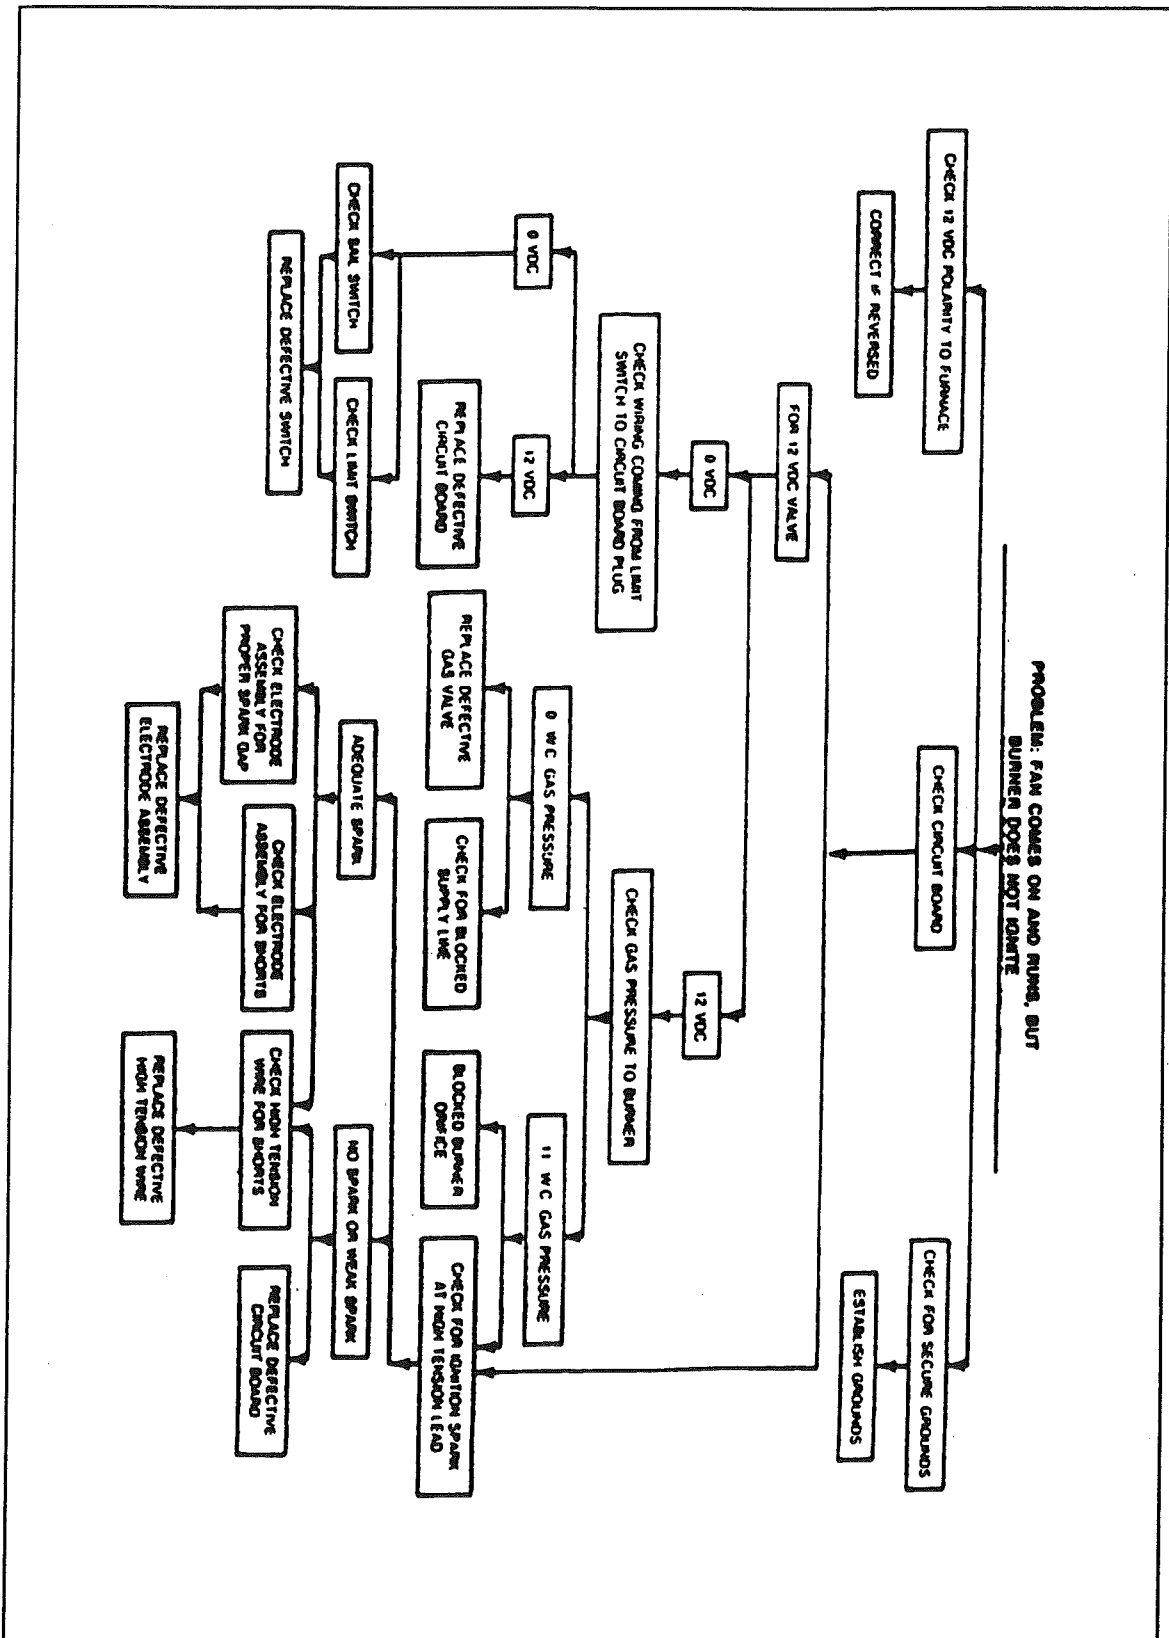 PROBLEM: FAN COMES ON AND RUNS, BUT
BURNER DOES NOT IGNITE
CHECK 12 VDC POLARITY TO FURNACE
CHECK CIRCUIT BOARD
CHECK FOR SECURE GROUNDS
CORRECT IF REVERSED
ESTABLISH GROUNDS
FOR 12 VDC VALVE
0 VDC
12 VDC
CHECK WIRING COMING FROM LIMIT
SWITCH TO CIRCUIT BOARD PLUG
CHECK GAS PRESSURE TO BURNER
0 VDC
12 VDC
0 WC GAS PRESSURE
11 WC GAS PRESSURE
REPLACE DEFECTIVE
CIRCUIT BOARD
REPLACE DEFECTIVE
GAS VALVE
CHECK FOR BLOCKED
SUPPLY LINE
BLOCKED BURNER
ORIFICE
CHECK FOR IGNITION SPARK
AT HIGH TENSION LEAD
CHECK SAIL SWITCH
CHECK LIMIT SWITCH
ADEQUATE SPARK
NO SPARK OR WEAK SPARK
REPLACE DEFECTIVE SWITCH
CHECK ELECTRODE
ASSEMBLY FOR
PROPER SPARK GAP
CHECK ELECTRODE
ASSEMBLY FOR SHORTS
CHECK HIGH TENSION
WIRE FOR SHORTS
REPLACE DEFECTIVE
CIRCUIT BOARD
REPLACE DEFECTIVE
ELECTRODE ASSEMBLY
REPLACE DEFECTIVE
HIGH TENSION WIRE